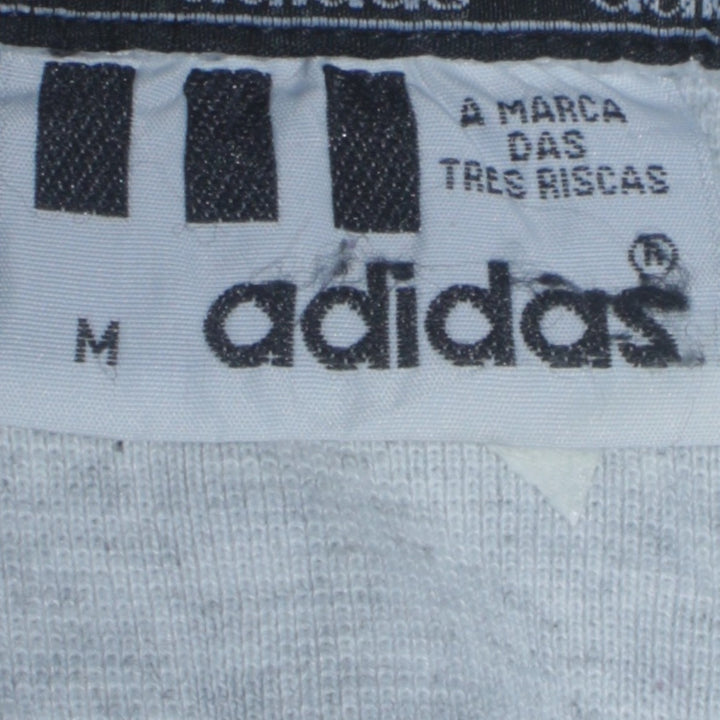 A MARCA
DAS
TRES RISCAS
adidas®
M